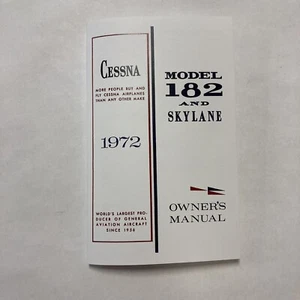 CESSNA
MORE PEOPLE BUY AND
FLY CESSNA AIRPLANES
THAN ANY OTHER MAKE
1972
WORLD'S LARGEST PRO-
DUCER OF GENERAL
AVIATION AIRCRAFT
SINCE 1956
MODEL
182
AND
SKYLANE
OWNER'S
MANUAL